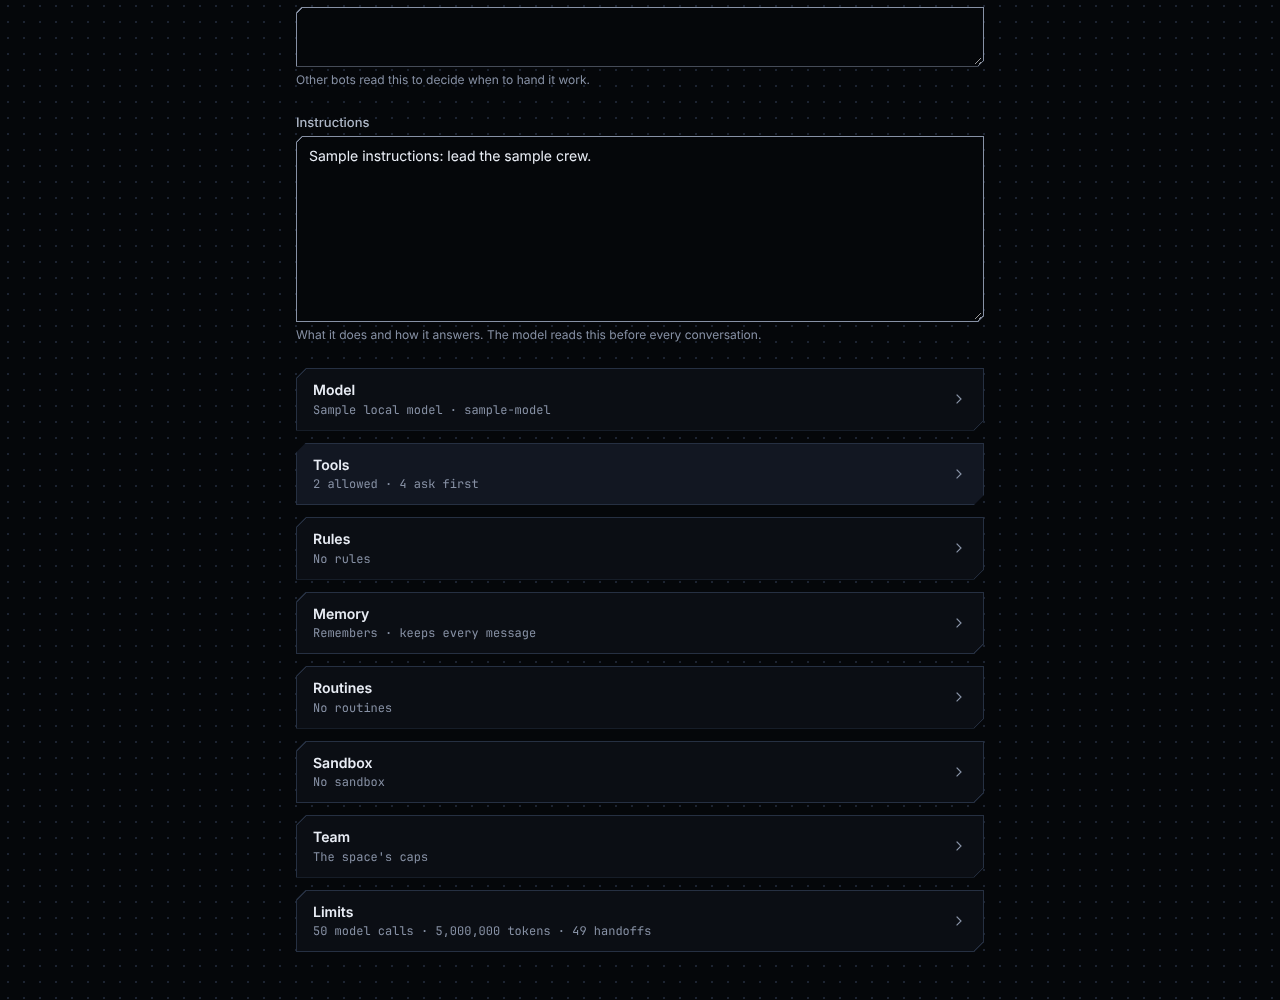 Other bots read this to decide when to hand it work.
Instructions
Sample instructions: lead the sample crew.
What it does and how it answers. The model reads this before every conversation.
Model
Sample local model · sample-model
Tools
2 allowed · 4 ask first
Rules
No rules
Memory
Remembers · keeps every message
Routines
No routines
Sandbox
No sandbox
Team
The space's caps
Limits
50 model calls · 5,000,000 tokens · 49 handoffs